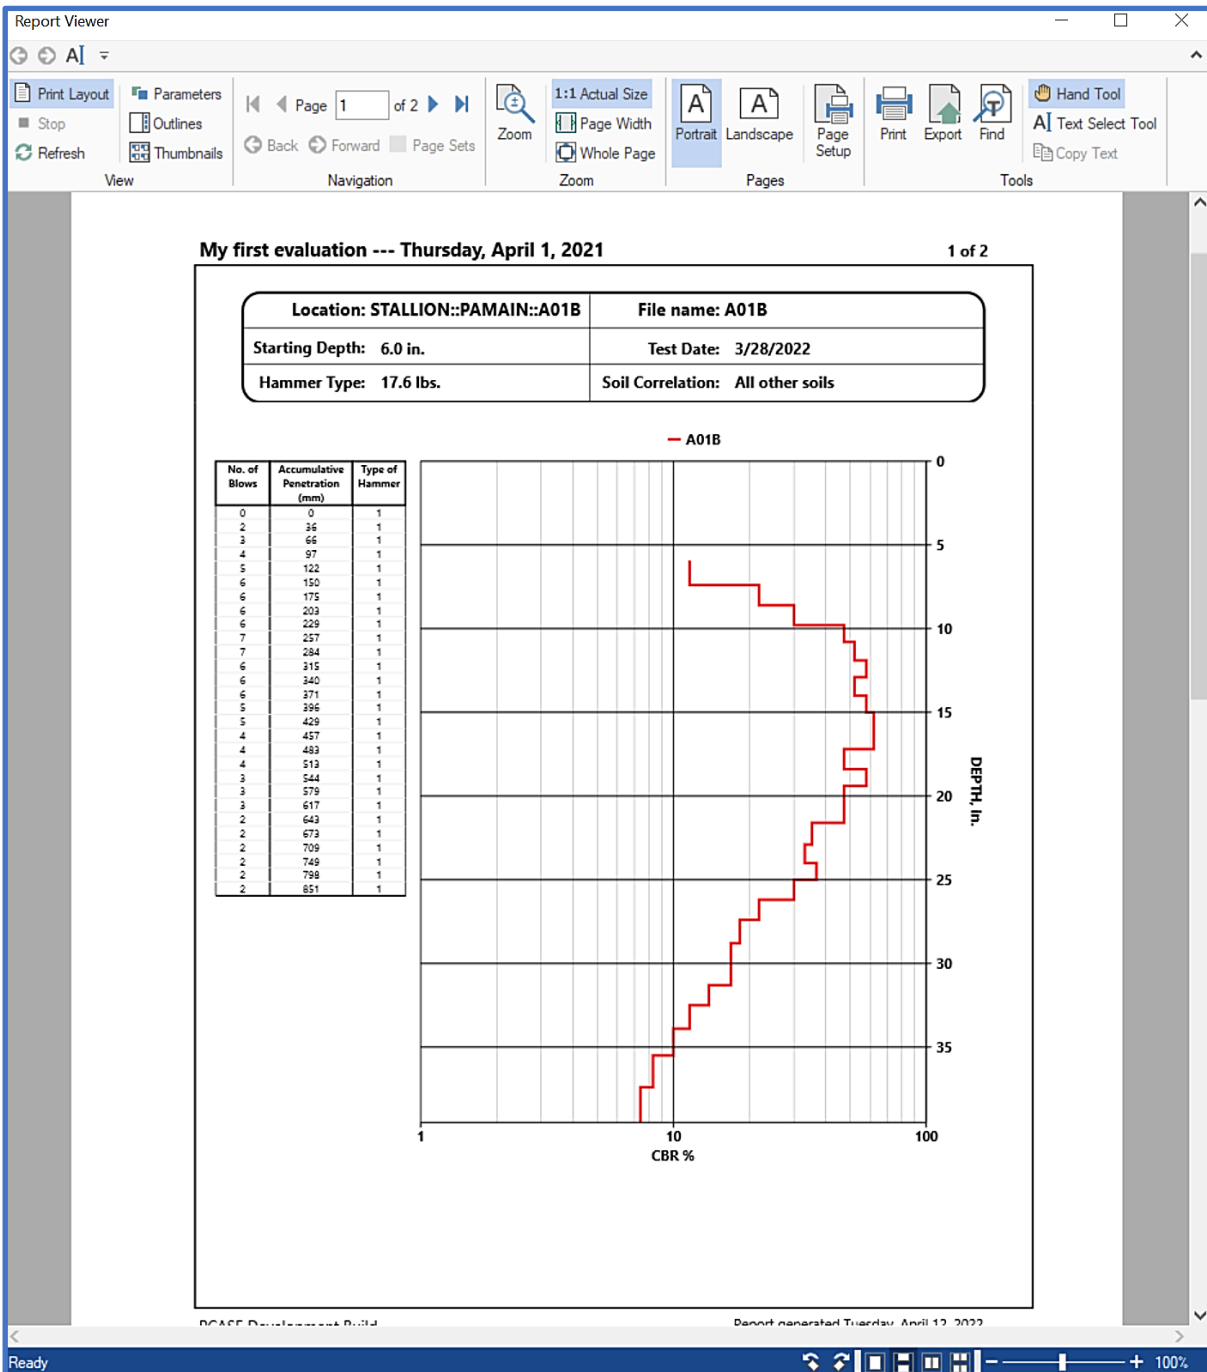 Report Viewer
Print Layout
Stop
Refresh
Parameters
Outlines
Thumbnails
View
Page 1 of 2
Back Forward Page Sets
Navigation
Zoom
1:1 Actual Size
Page Width
Whole Page
Zoom
Portrait
Landscape
Page Setup
Pages
Print
Export
Find
Hand Tool
Text Select Tool
Copy Text
Tools
My first evaluation --- Thursday, April 1, 2021 1 of 2
Location: STALLION::PAMAIN::A01B File name: A01B
Starting Depth: 6.0 in. Test Date: 3/28/2022
Hammer Type: 17.6 lbs. Soil Correlation: All other soils
A01B
No. of Blows Accumulative Penetration (mm) Type of Hammer
0 0 1
2 36 1
3 66 1
4 97 1
5 122 1
6 150 1
6 175 1
6 203 1
6 229 1
7 257 1
7 284 1
6 315 1
6 340 1
6 371 1
5 396 1
5 429 1
4 457 1
4 483 1
4 513 1
3 544 1
3 579 1
3 617 1
2 643 1
2 673 1
2 709 1
2 749 1
2 798 1
2 851 1
0
5
10
15
20
25
30
35
DEPTH, In.
1 10 100
CBR %
PCASE Development Build Report generated Tuesday, April 12, 2022
Ready 100%